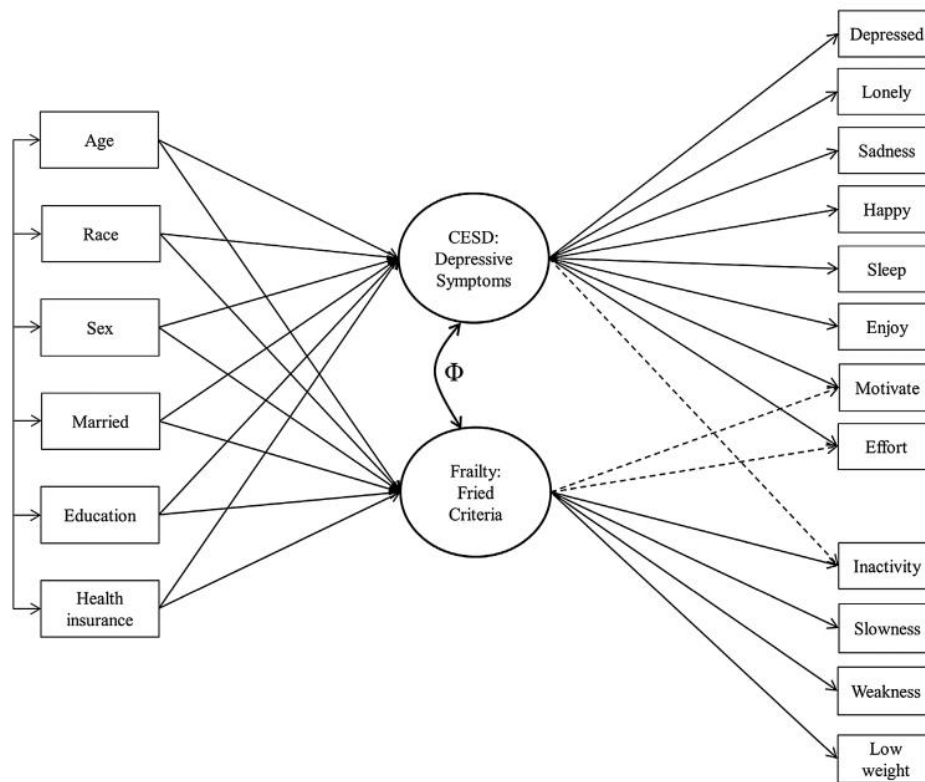 Age
Race
Sex
Married
Education
Health
insurance
CESD:
Depressive
Symptoms
Φ
Frailty:
Fried
Criteria
Depressed
Lonely
Sadness
Happy
Sleep
Enjoy
Motivate
Effort
Inactivity
Slowness
Weakness
Low
weight